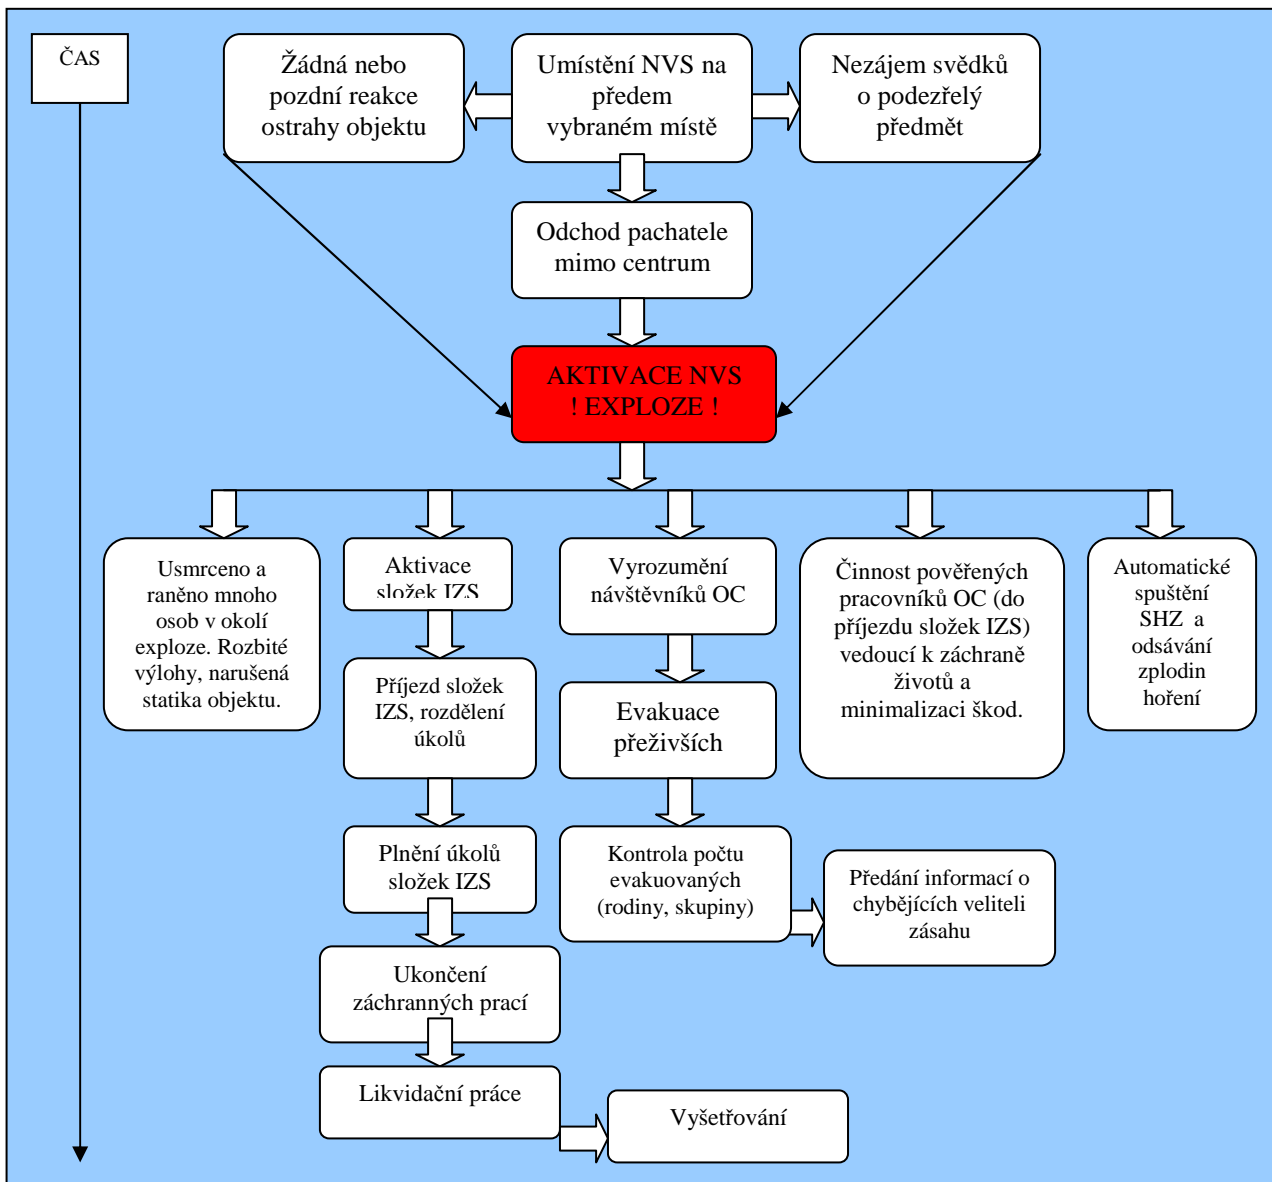 ČAS
Žádná nebo
pozdní reakce
ostrahy objektu
Umístění NVS na
předem
vybraném místě
Nezájem svědků
o podezřelý
předmět
Odchod pachatele
mimo centrum
AKTIVACE NVS
! EXPLOZE !
Usmrceno a
raněno mnoho
osob v okolí
exploze. Rozbité
výlohy, narušená
statika objektu.
Aktivace
složek IZS
Vyrozumění
návštěvníků OC
Činnost pověřených
pracovníků OC (do
příjezdu složek IZS)
vedoucí k záchraně
životů a
minimalizaci škod.
Automatické
spuštění
SHZ a
odsávání
zplodin
hoření
Příjezd složek
IZS, rozdělení
úkolů
Evakuace
přeživších
Plnění úkolů
složek IZS
Kontrola počtu
evakuovaných
(rodiny, skupiny)
Předání informací o
chybějících veliteli
zásahu
Ukončení
záchranných prací
Likvidační práce
Vyšetřování